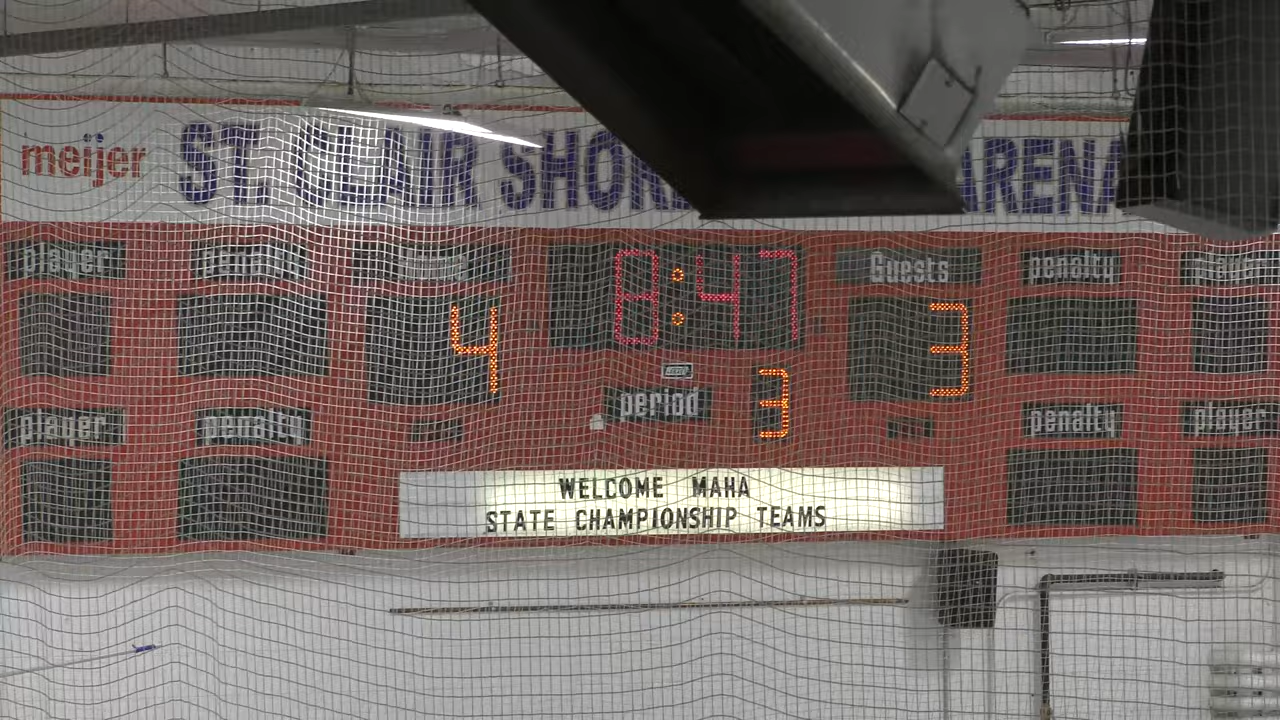 meijer
ST. CLAIR SHORES ARENA
player penalty 8:47 Guests penalty player
4 3
period 3
player penalty penalty player
WELCOME MAHA
STATE CHAMPIONSHIP TEAMS